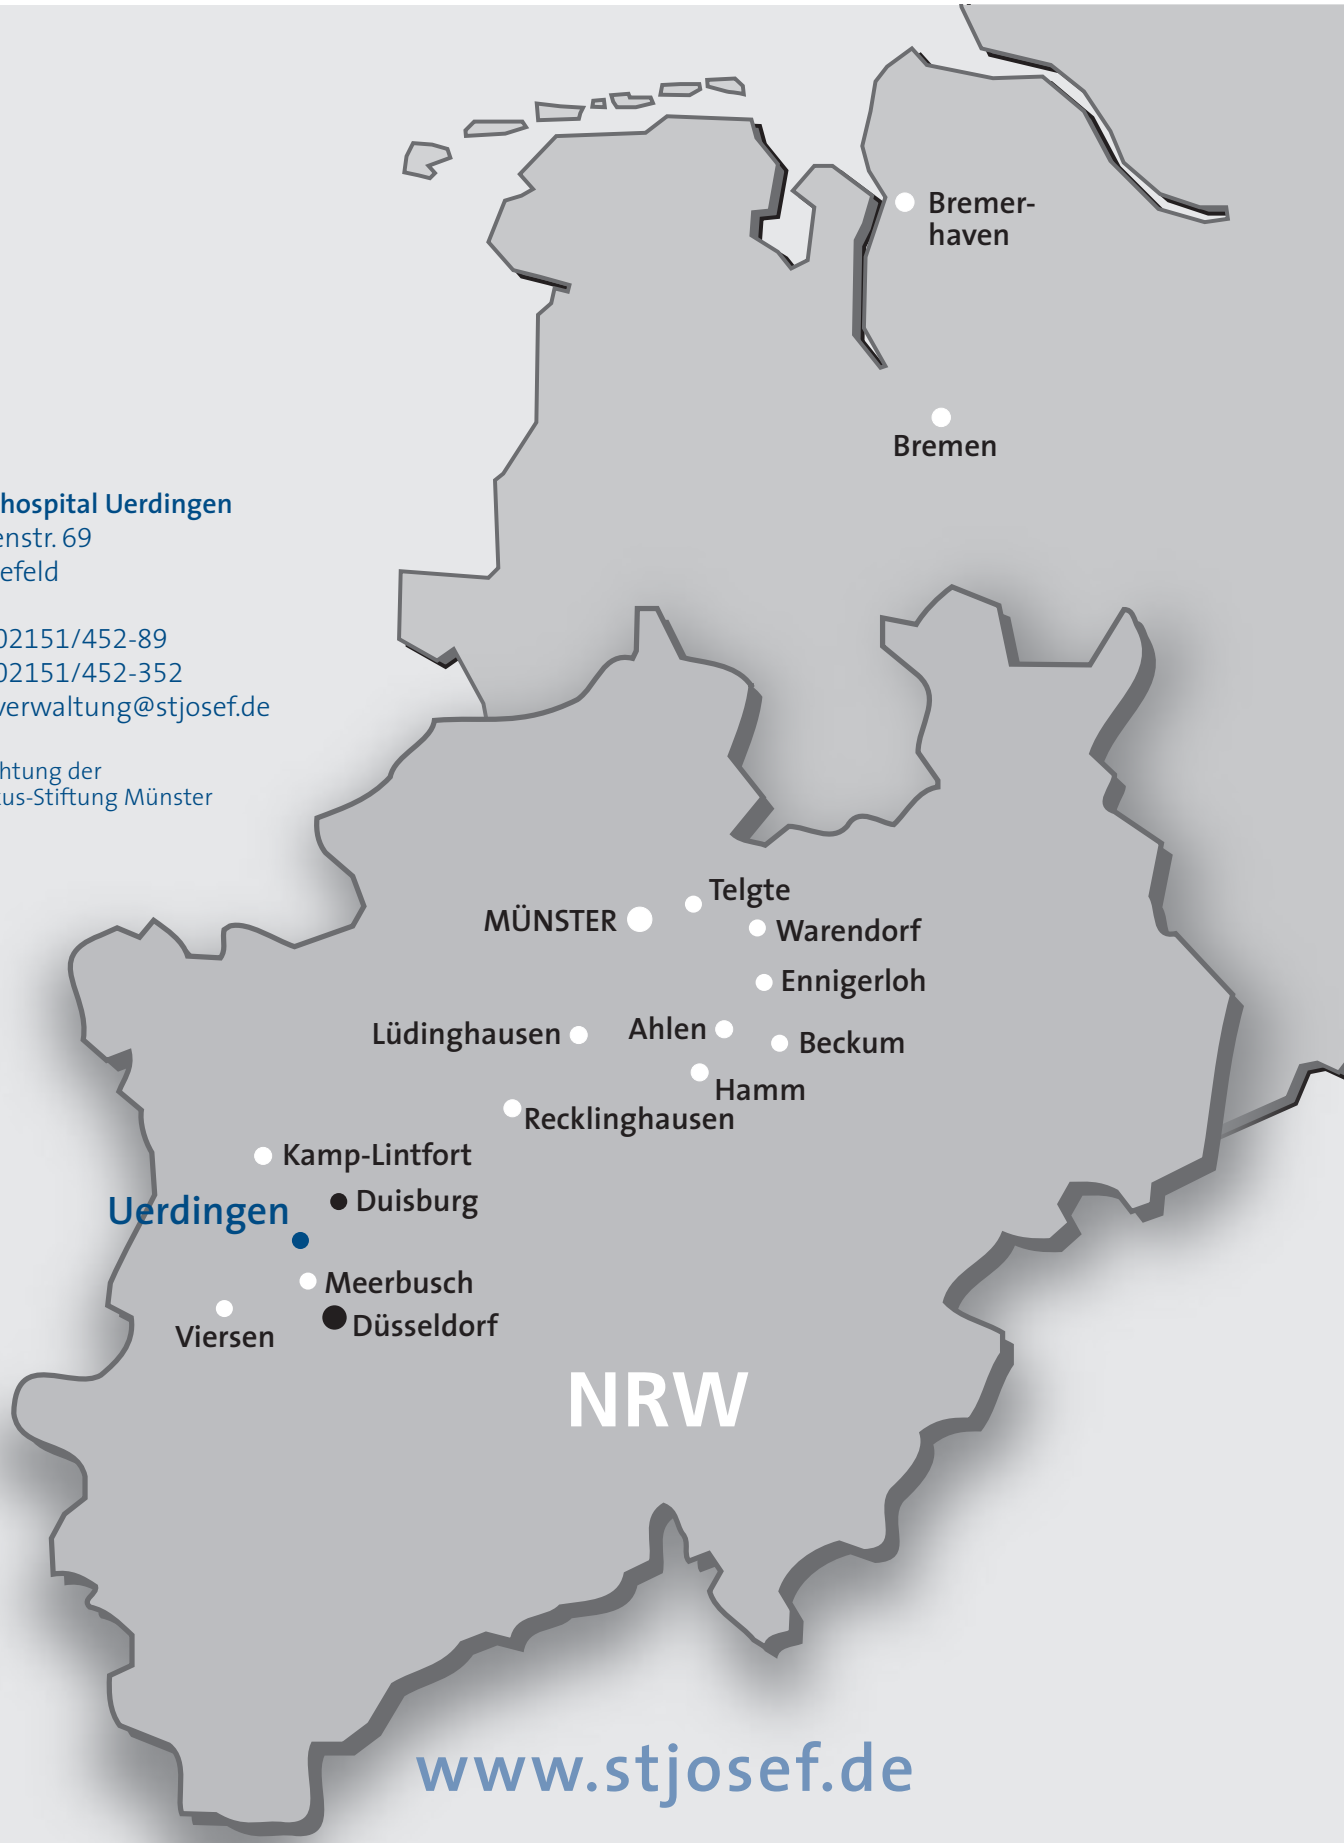 Bremer-
haven
Bremen
hospital Uerdingen
enstr. 69
efeld
02151/452-89
02151/452-352
verwaltung@stjosef.de
htung der
us-Stiftung Münster
Telgte
MÜNSTER
Warendorf
Ennigerloh
Lüdinghausen
Ahlen
Beckum
Hamm
Recklinghausen
Kamp-Lintfort
Duisburg
Uerdingen
Meerbusch
Düsseldorf
Viersen
NRW
www.stjosef.de